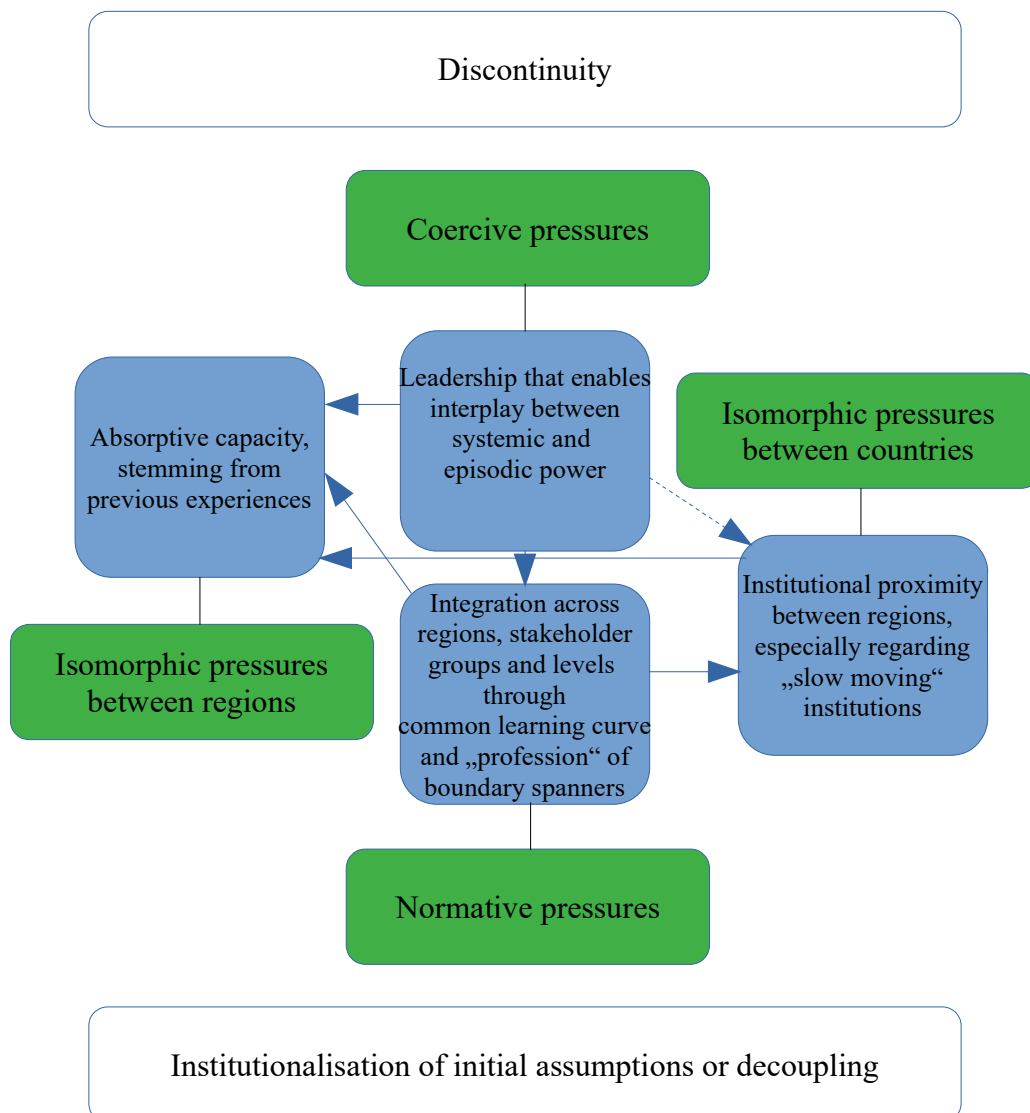 Discontinuity
Coercive pressures
Leadership that enables
interplay between
systemic and
episodic power
Absorptive capacity,
stemming from
previous experiences
Isomorphic pressures
between countries
Institutional proximity
between regions,
especially regarding
„slow moving“
institutions
Integration across
regions, stakeholder
groups and levels
through
common learning curve
and „profession“ of
boundary spanners
Isomorphic pressures
between regions
Normative pressures
Institutionalisation of initial assumptions or decoupling